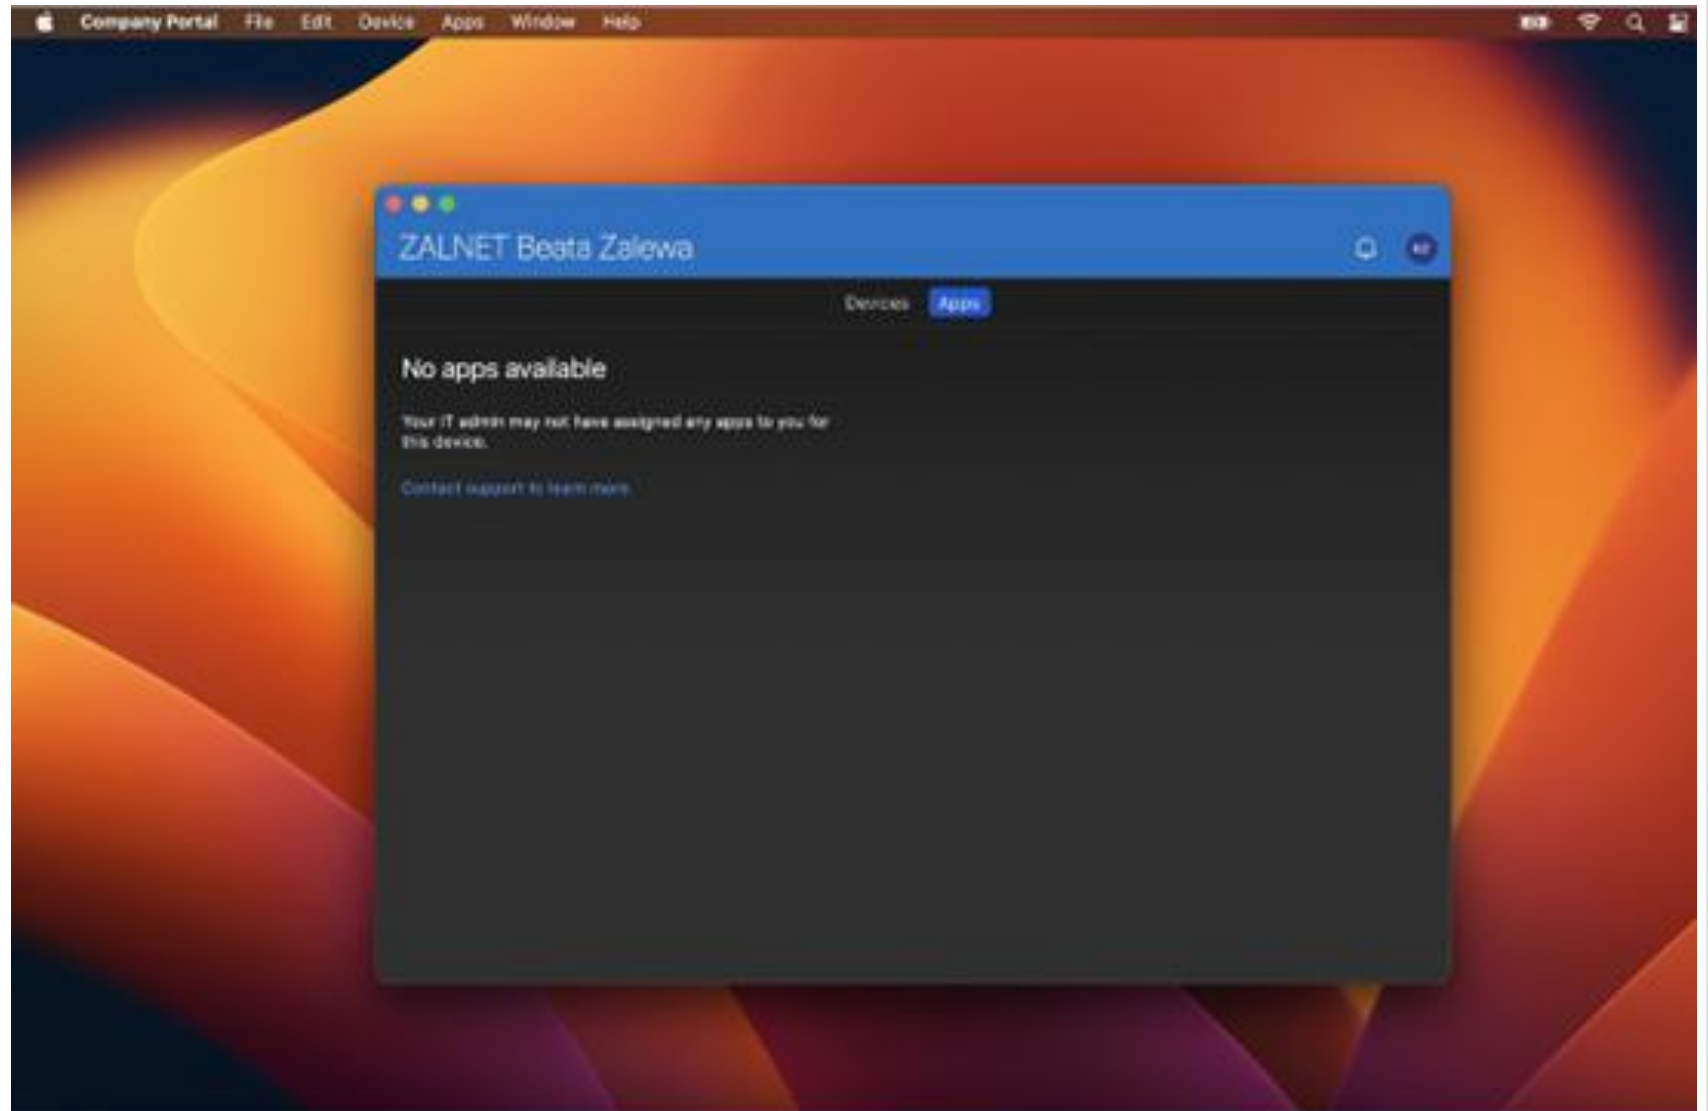 Company Portal File Edit Device Apps Window Help
ZALNET Beata Zalewa
Devices Apps
No apps available
Your IT admin may not have assigned any apps to you for
this device.
Contact support to learn more.